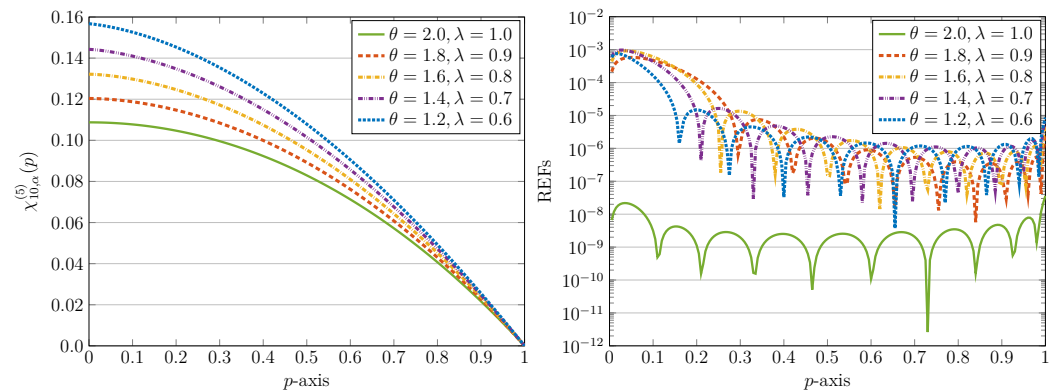 0.16
0.14
0.12
0.10
0.08
0.06
0.04
0.02
0.0
χ_{10,α}^{(5)}(p)
0 0.1 0.2 0.3 0.4 0.5 0.6 0.7 0.8 0.9 1
p-axis
θ = 2.0, λ = 1.0
θ = 1.8, λ = 0.9
θ = 1.6, λ = 0.8
θ = 1.4, λ = 0.7
θ = 1.2, λ = 0.6
10^{−2}
10^{−3}
10^{−4}
10^{−5}
10^{−6}
10^{−7}
10^{−8}
10^{−9}
10^{−10}
10^{−11}
10^{−12}
REFs
0 0.1 0.2 0.3 0.4 0.5 0.6 0.7 0.8 0.9 1
p-axis
θ = 2.0, λ = 1.0
θ = 1.8, λ = 0.9
θ = 1.6, λ = 0.8
θ = 1.4, λ = 0.7
θ = 1.2, λ = 0.6